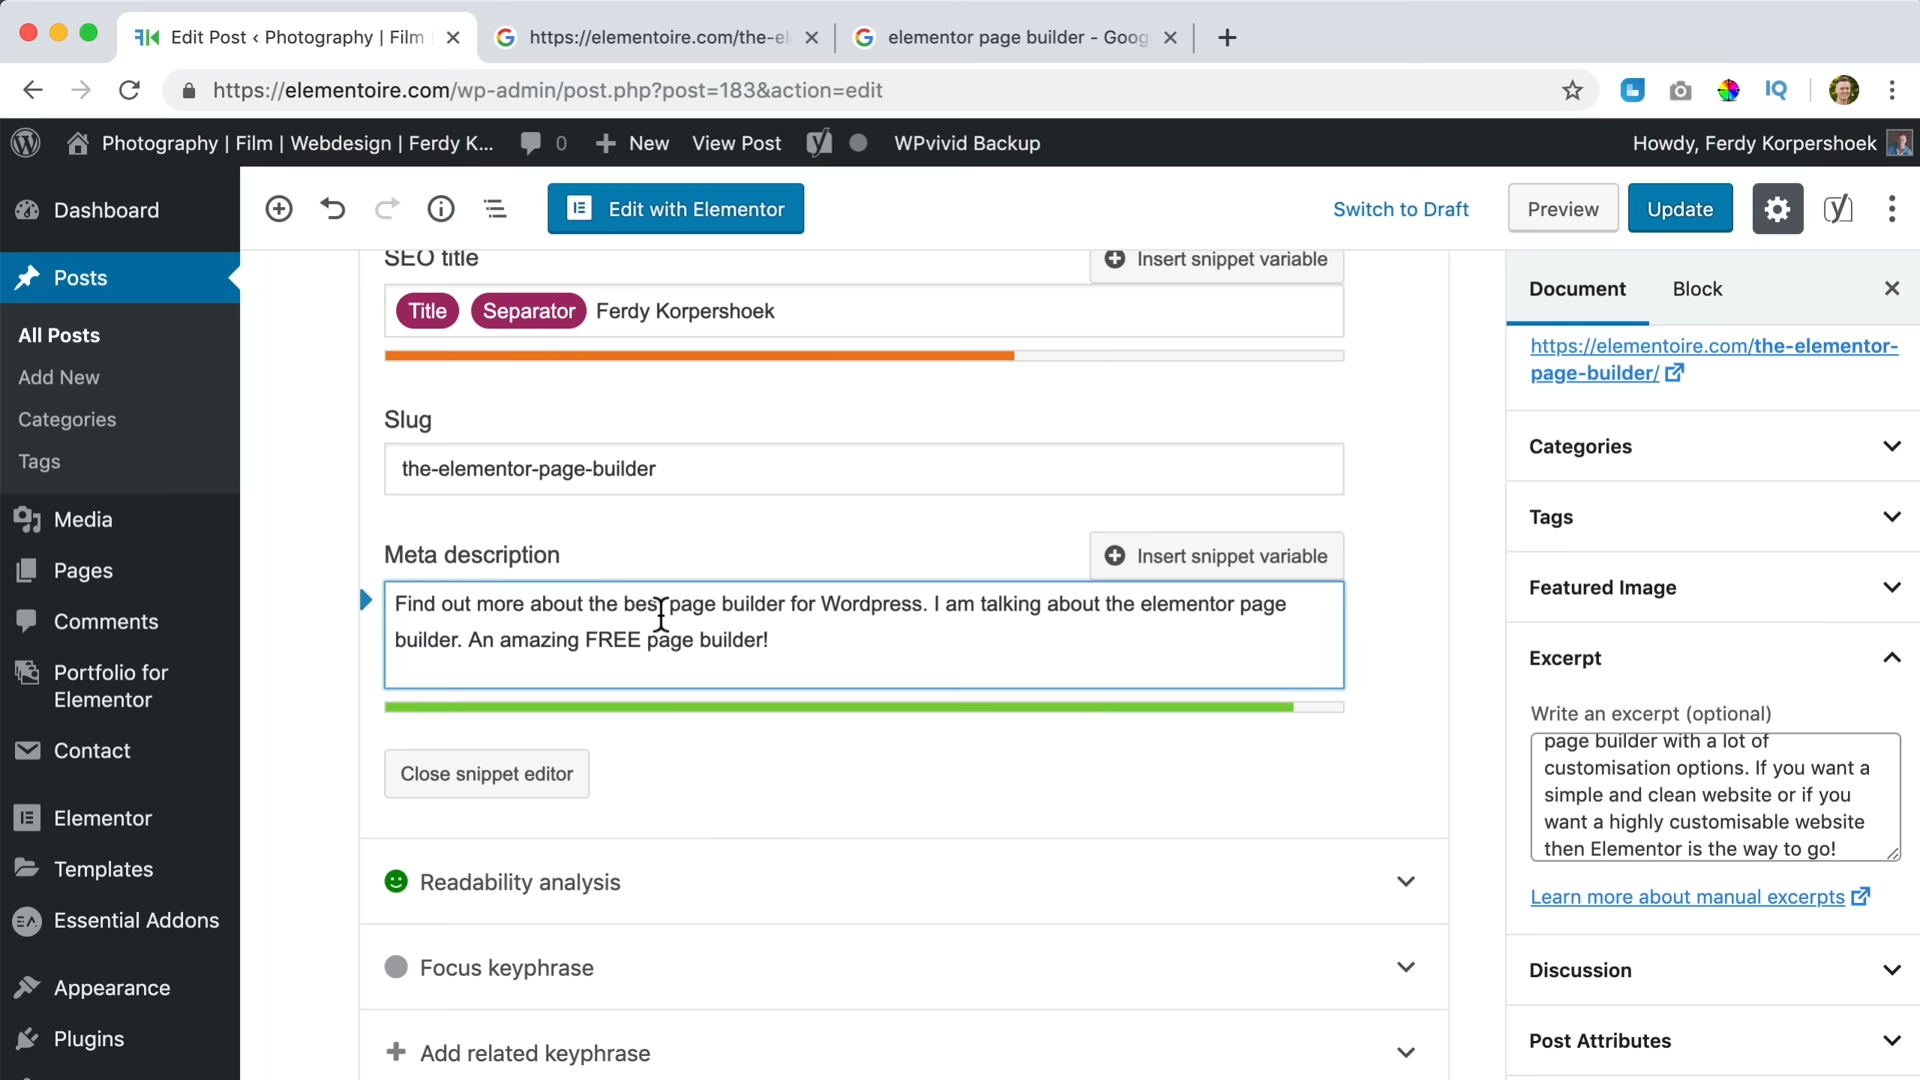 Edit Post ‹ Photography | Film
https://elementoire.com/the-el
elementor page builder - Goog
https://elementoire.com/wp-admin/post.php?post=183&action=edit
IQ
Photography | Film | Webdesign | Ferdy K...
0
New
View Post
WPvivid Backup
Howdy, Ferdy Korpershoek
Dashboard
Posts
All Posts
Add New
Categories
Tags
Media
Pages
Comments
Portfolio for
Elementor
Contact
Elementor
Templates
EA
Essential Addons
Appearance
Plugins
Edit with Elementor
Switch to Draft
Preview
Update
SEO title
Insert snippet variable
Title
Separator
Ferdy Korpershoek
Slug
the-elementor-page-builder
Meta description
Insert snippet variable
Find out more about the best page builder for Wordpress. I am talking about the elementor page
builder. An amazing FREE page builder!
Close snippet editor
Readability analysis
Focus keyphrase
Add related keyphrase
Document
Block
https://elementoire.com/the-elementor-
page-builder/
Categories
Tags
Featured Image
Excerpt
Write an excerpt (optional)
page builder with a lot of
customisation options. If you want a
simple and clean website or if you
want a highly customisable website
then Elementor is the way to go!
Learn more about manual excerpts
Discussion
Post Attributes